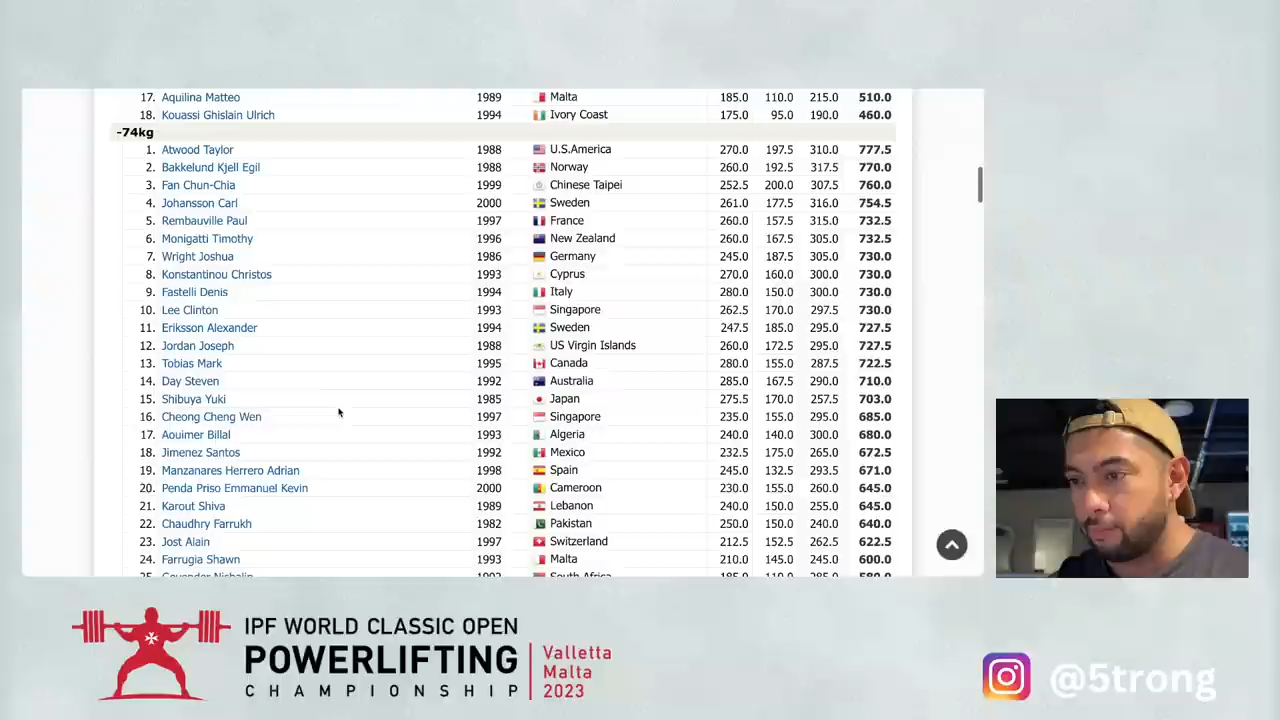 17. Aquilina Matteo 1989 Malta 185.0 110.0 215.0 510.0
18. Kouassi Ghislain Ulrich 1994 Ivory Coast 175.0 95.0 190.0 460.0
-74kg
1. Atwood Taylor 1988 U.S.America 270.0 197.5 310.0 777.5
2. Bakkelund Kjell Egil 1988 Norway 260.0 192.5 317.5 770.0
3. Fan Chun-Chia 1999 Chinese Taipei 252.5 200.0 307.5 760.0
4. Johansson Carl 2000 Sweden 261.0 177.5 316.0 754.5
5. Rembauville Paul 1997 France 260.0 157.5 315.0 732.5
6. Monigatti Timothy 1996 New Zealand 260.0 167.5 305.0 732.5
7. Wright Joshua 1986 Germany 245.0 187.5 305.0 730.0
8. Konstantinou Christos 1993 Cyprus 270.0 160.0 300.0 730.0
9. Fastelli Denis 1994 Italy 280.0 150.0 300.0 730.0
10. Lee Clinton 1993 Singapore 262.5 170.0 297.5 730.0
11. Eriksson Alexander 1994 Sweden 247.5 185.0 295.0 727.5
12. Jordan Joseph 1988 US Virgin Islands 260.0 172.5 295.0 727.5
13. Tobias Mark 1995 Canada 280.0 155.0 287.5 722.5
14. Day Steven 1992 Australia 285.0 167.5 290.0 710.0
15. Shibuya Yuki 1985 Japan 275.5 170.0 257.5 703.0
16. Cheong Cheng Wen 1997 Singapore 235.0 155.0 295.0 685.0
17. Aouimer Billal 1993 Algeria 240.0 140.0 300.0 680.0
18. Jimenez Santos 1992 Mexico 232.5 175.0 265.0 672.5
19. Manzanares Herrero Adrian 1998 Spain 245.0 132.5 293.5 671.0
20. Penda Priso Emmanuel Kevin 2000 Cameroon 230.0 155.0 260.0 645.0
21. Karout Shiva 1989 Lebanon 240.0 150.0 255.0 645.0
22. Chaudhry Farrukh 1982 Pakistan 250.0 150.0 240.0 640.0
23. Jost Alain 1997 Switzerland 212.5 152.5 262.5 622.5
24. Farrugia Shawn 1993 Malta 210.0 145.0 245.0 600.0
IPF WORLD CLASSIC OPEN
POWERLIFTING
CHAMPIONSHIP
Valletta
Malta
2023
@5trong